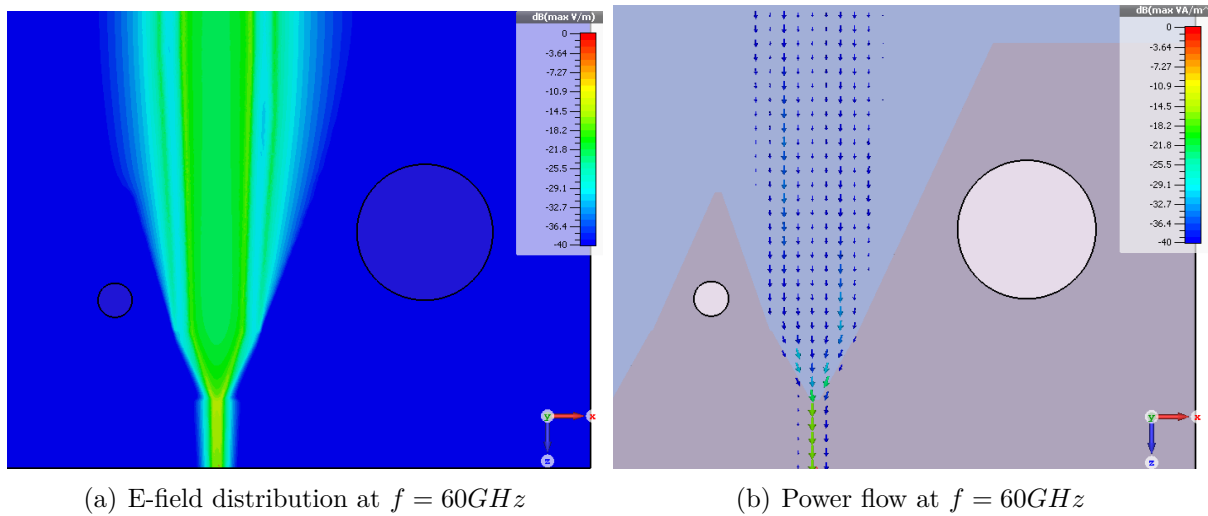 dB(max V/m)
0
-3.64
-7.27
-10.9
-14.5
-18.2
-21.8
-25.5
-29.1
-32.7
-36.4
-40
y
x
z
dB(max VA/m^
0
-3.64
-7.27
-10.9
-14.5
-18.2
-21.8
-25.5
-29.1
-32.7
-36.4
-40
y
x
z
(a) E-field distribution at f = 60GHz
(b) Power flow at f = 60GHz